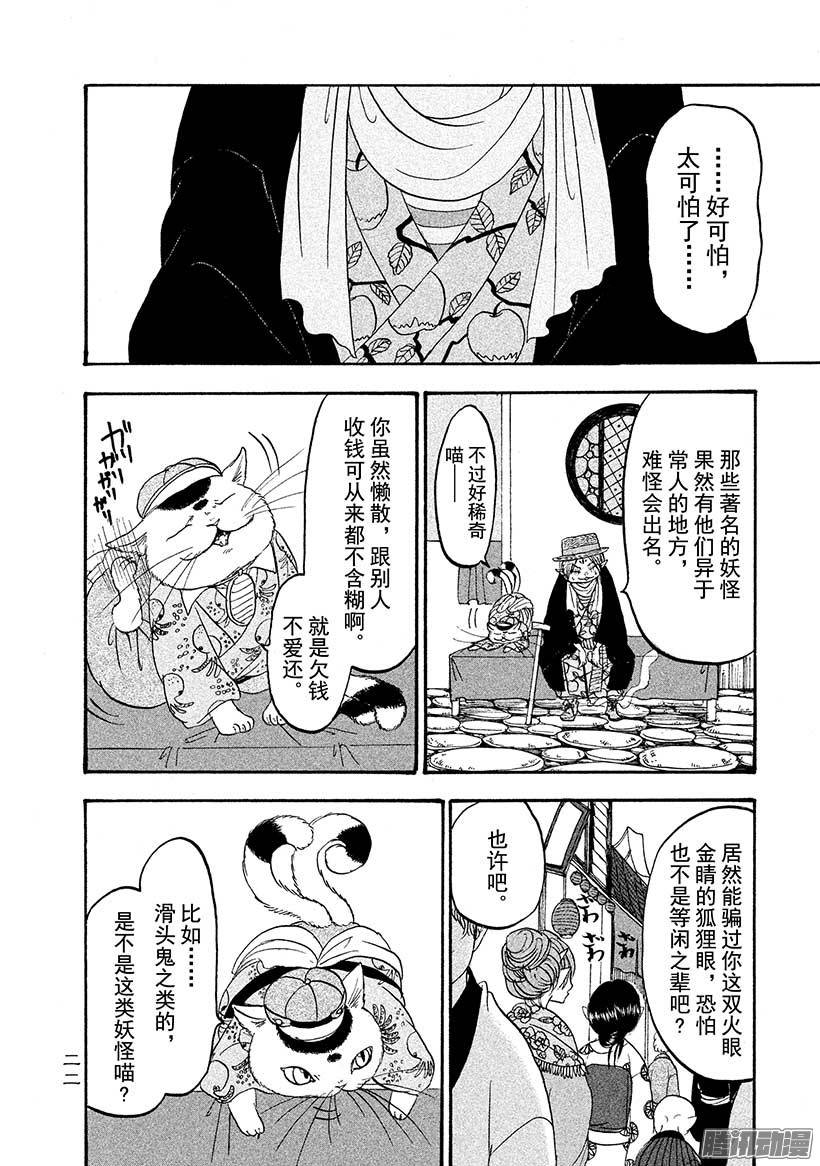 ……好可怕，
太可怕了……
那些著名的妖怪
果然有他们异于
常人的地方，
难怪会出名。
不过好稀奇
喵——
你虽然懒散，跟别人
收钱可从来都不含糊啊。
就是欠钱
不爱还。
ガリガリガリ
居然能骗过你这双火眼
金睛的狐狸眼，恐怕
也不是等闲之辈吧？
也许吧。
ざわ
ざわ
比如……
滑头鬼之类的，
是不是这类妖怪喵？
二二
腾讯动漫